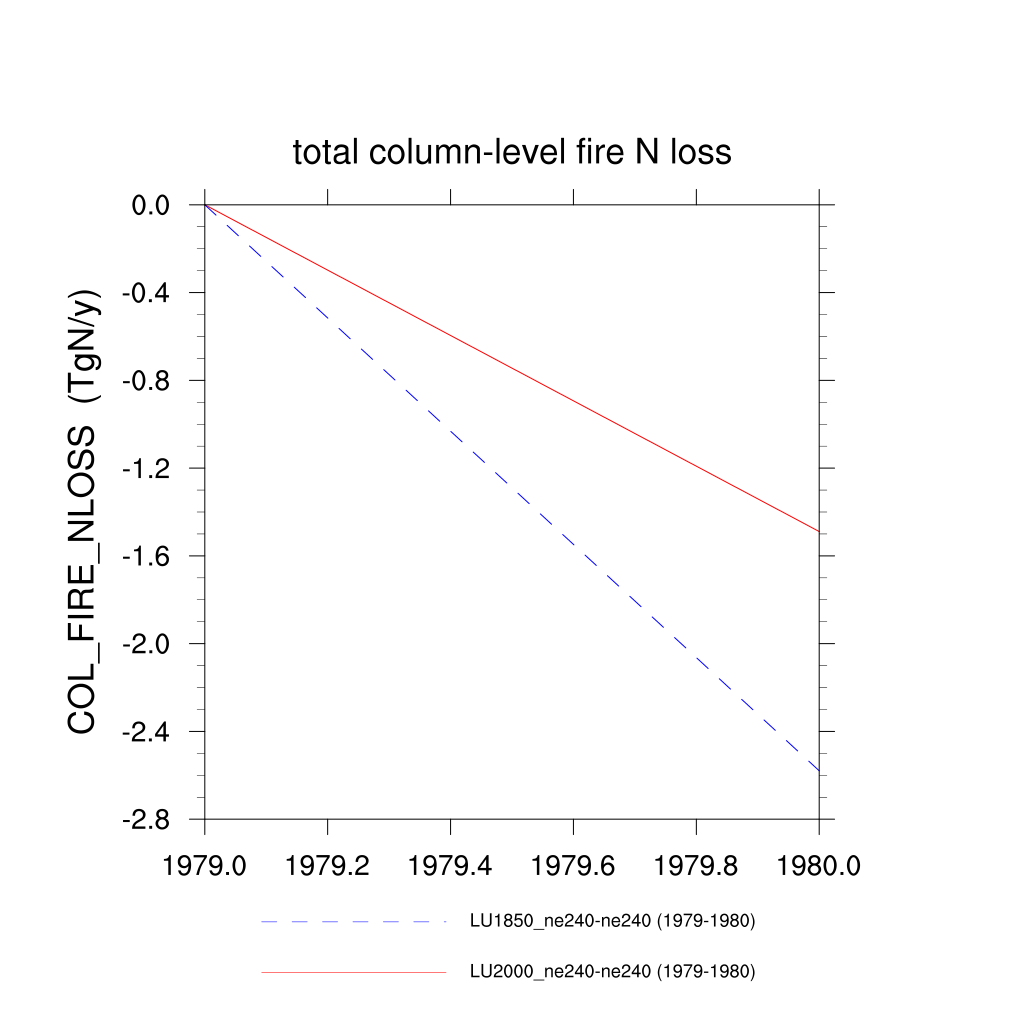 total column-level fire N loss
COL_FIRE_NLOSS (TgN/y)
0.0
-0.4
-0.8
-1.2
-1.6
-2.0
-2.4
-2.8
1979.0 1979.2 1979.4 1979.6 1979.8 1980.0
LU1850_ne240-ne240 (1979-1980)
LU2000_ne240-ne240 (1979-1980)